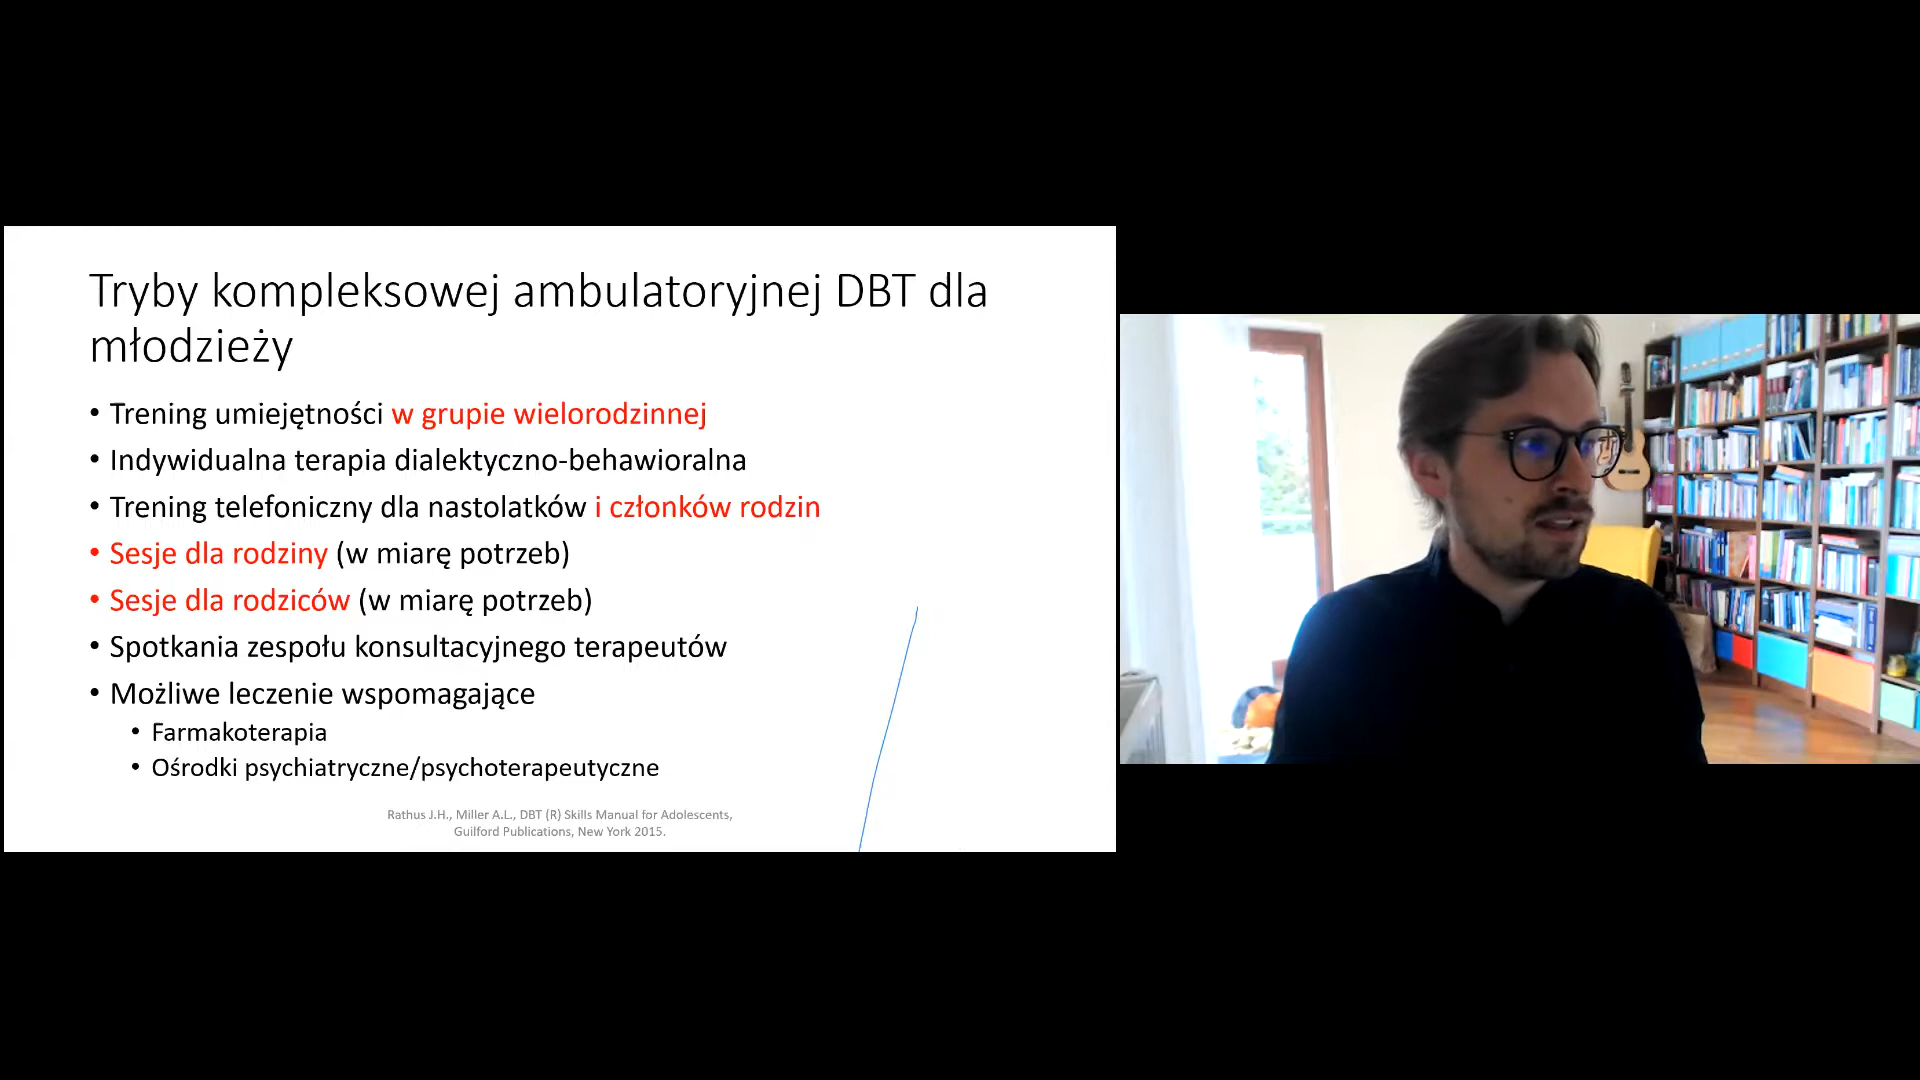 Tryby kompleksowej ambulatoryjnej DBT dla
młodzieży
• Trening umiejętności w grupie wielorodzinnej
• Indywidualna terapia dialektyczno-behawioralna
• Trening telefoniczny dla nastolatków i członków rodzin
• Sesje dla rodziny (w miarę potrzeb)
• Sesje dla rodziców (w miarę potrzeb)
• Spotkania zespołu konsultacyjnego terapeutów
• Możliwe leczenie wspomagające
• Farmakoterapia
• Ośrodki psychiatryczne/psychoterapeutyczne
Rathus J.H., Miller A.L., DBT (R) Skills Manual for Adolescents,
Guilford Publications, New York 2015.